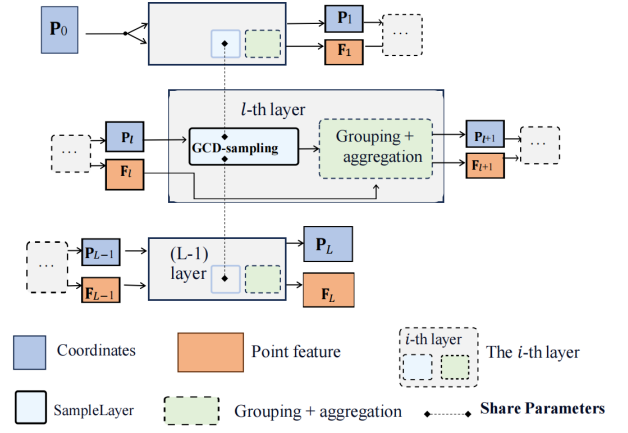 P0
P1
F1
...
l-th layer
Pl
Fl
...
GCD-sampling
Grouping +
aggregation
Pl+1
Fl+1
...
...
PL−1
FL−1
(L-1)
layer
PL
FL
Coordinates
Point feature
i-th layer
The i-th layer
SampleLayer
Grouping + aggregation
Share Parameters